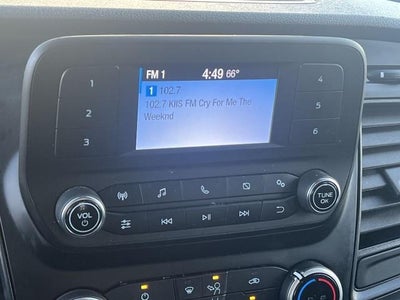 FM 1 4:49 66°
1 102.7
102.7 KIIS FM Cry For Me The
Weeknd
1
2
3
4
5
6
VOL
TUNE
OK